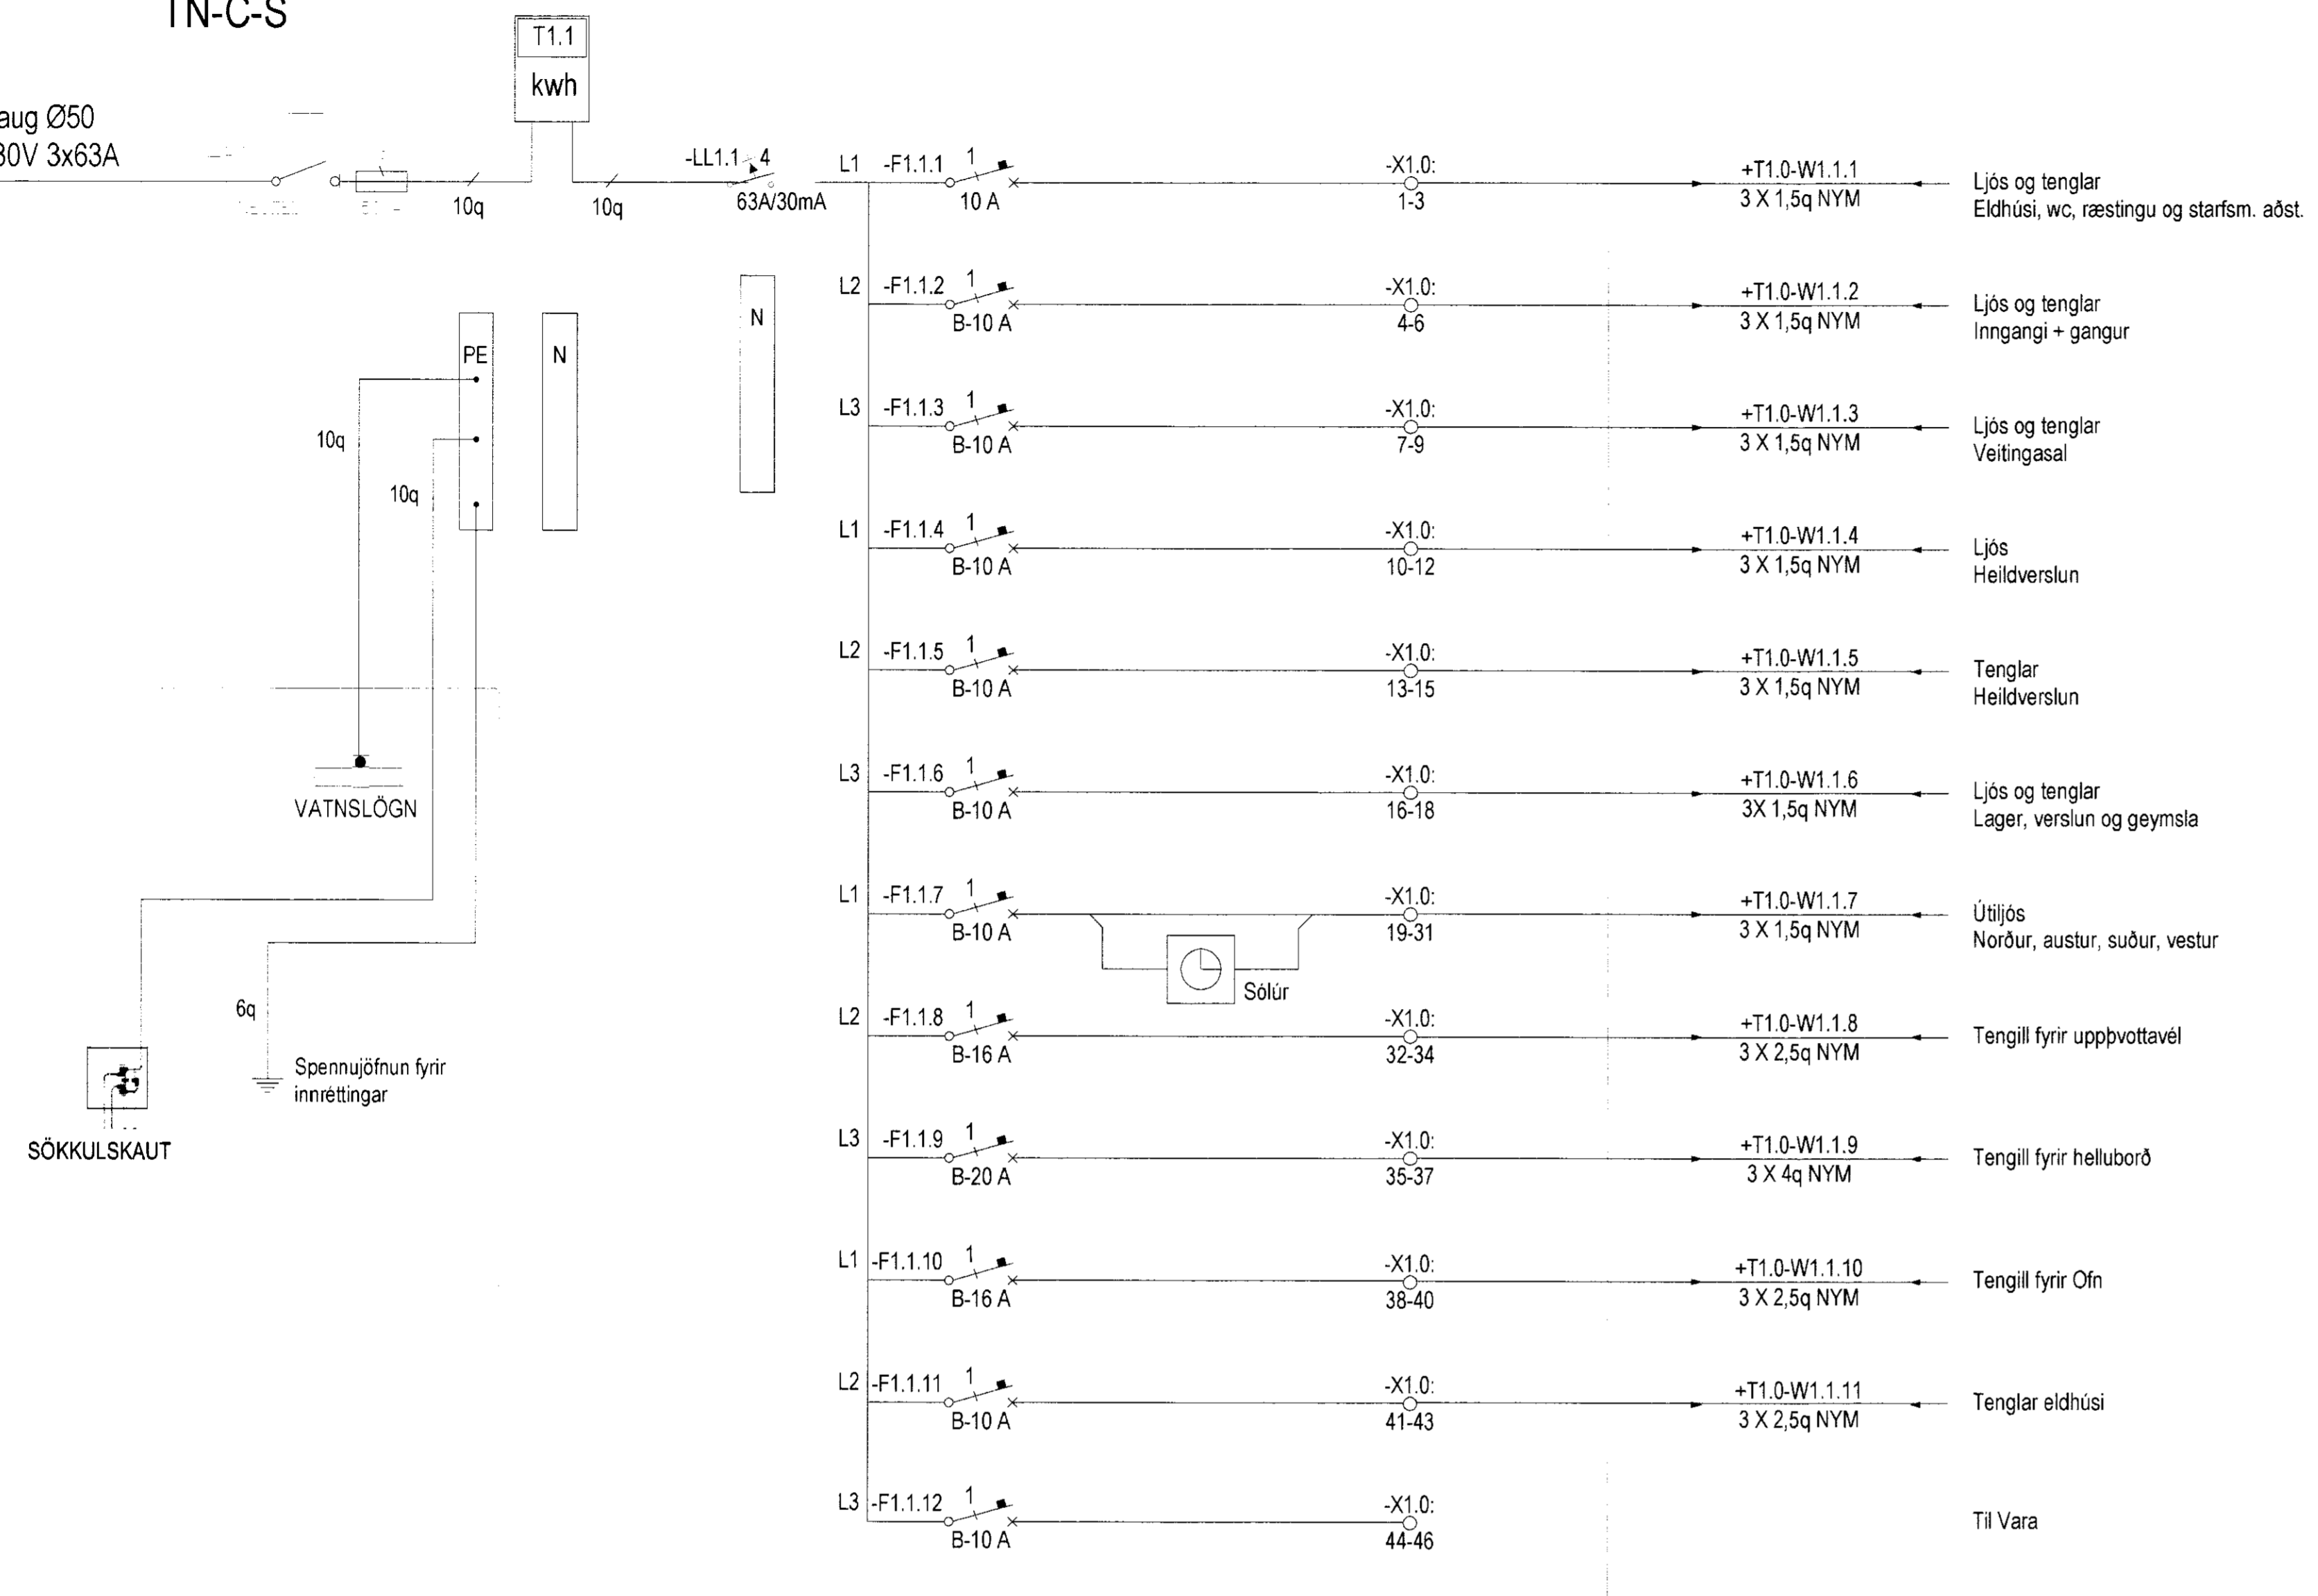 TN-C-S
T1.1
kwh
aug Ø50
30V 3x63A
10q
10q
-LL1.1 4
63A/30mA
PE
N
N
10q
10q
VATNSLÖGN
6q
Spennujöfnun fyrir
innréttingar
SÖKKULSKAUT
L1 -F1.1.1 1 -X1.0: +T1.0-W1.1.1
10 A 1-3 3 X 1,5q NYM
Ljós og tenglar
Eldhúsi, wc, ræstingu og starfsm. aðst.
L2 -F1.1.2 1 -X1.0: +T1.0-W1.1.2
B-10 A 4-6 3 X 1,5q NYM
Ljós og tenglar
Inngangi + gangur
L3 -F1.1.3 1 -X1.0: +T1.0-W1.1.3
B-10 A 7-9 3 X 1,5q NYM
Ljós og tenglar
Veitingasal
L1 -F1.1.4 1 -X1.0: +T1.0-W1.1.4
B-10 A 10-12 3 X 1,5q NYM
Ljós
Heildverslun
L2 -F1.1.5 1 -X1.0: +T1.0-W1.1.5
B-10 A 13-15 3 X 1,5q NYM
Tenglar
Heildverslun
L3 -F1.1.6 1 -X1.0: +T1.0-W1.1.6
B-10 A 16-18 3X 1,5q NYM
Ljós og tenglar
Lager, verslun og geymsla
L1 -F1.1.7 1 -X1.0: +T1.0-W1.1.7
B-10 A 19-31 3 X 1,5q NYM
Útiljós
Norður, austur, suður, vestur
Sólúr
L2 -F1.1.8 1 -X1.0: +T1.0-W1.1.8
B-16 A 32-34 3 X 2,5q NYM
Tengill fyrir uppþvottavél
L3 -F1.1.9 1 -X1.0: +T1.0-W1.1.9
B-20 A 35-37 3 X 4q NYM
Tengill fyrir helluborð
L1 -F1.1.10 1 -X1.0: +T1.0-W1.1.10
B-16 A 38-40 3 X 2,5q NYM
Tengill fyrir Ofn
L2 -F1.1.11 1 -X1.0: +T1.0-W1.1.11
B-10 A 41-43 3 X 2,5q NYM
Tenglar eldhúsi
L3 -F1.1.12 1 -X1.0:
B-10 A 44-46
Til Vara